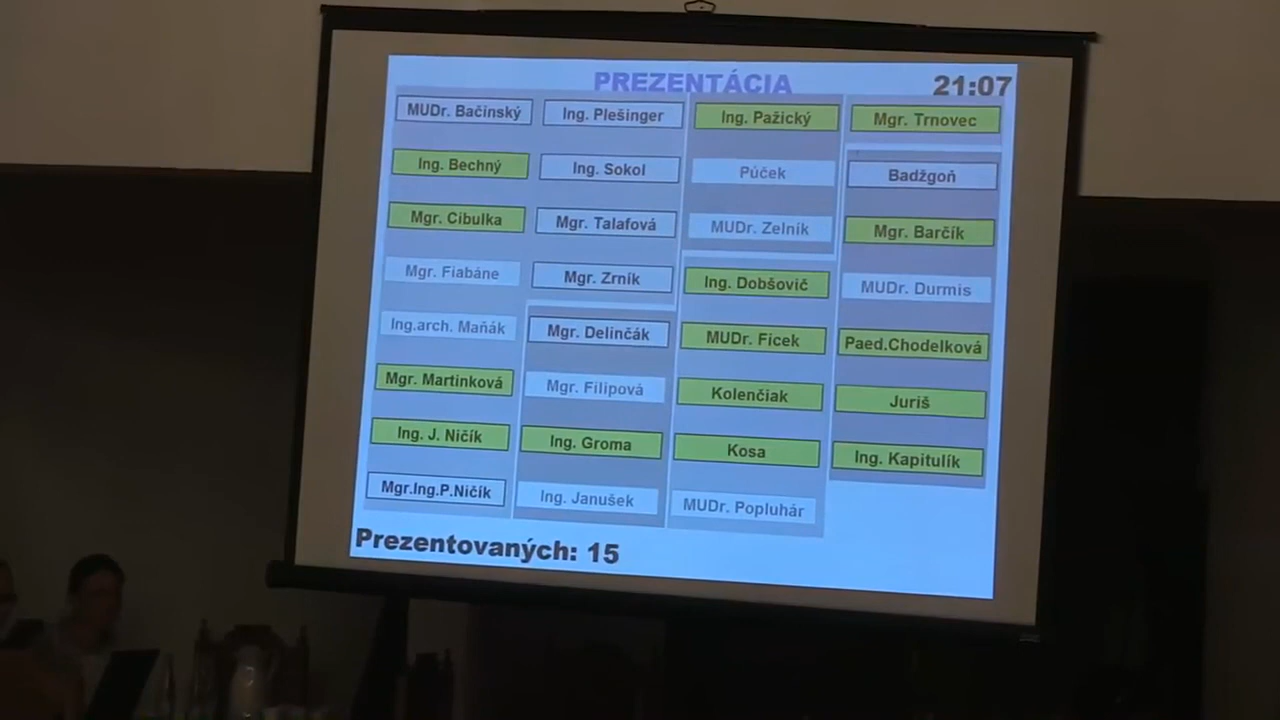 PREZENTÁCIA 21:07
MUDr. Bačinský Ing. Plešinger Ing. Pažický Mgr. Trnovec
Ing. Bechný Ing. Sokol Púček Badžgoň
Mgr. Cibulka Mgr. Talafová MUDr. Zelník Mgr. Barčík
Mgr. Fiabáne Mgr. Zrník Ing. Dobšovič MUDr. Durmis
Ing.arch. Maňák Mgr. Delinčák MUDr. Ficek Paed.Chodelková
Mgr. Martinková Mgr. Filipová Kolenčiak Juriš
Ing. J. Ničík Ing. Groma Kosa Ing. Kapitulík
Mgr.Ing.P.Ničík Ing. Janušek MUDr. Popluhár
Prezentovaných: 15